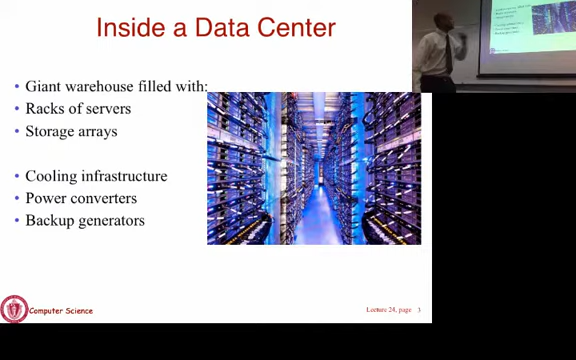 Inside a Data Center
• Giant warehouse filled with:
• Racks of servers
• Storage arrays
• Cooling infrastructure
• Power converters
• Backup generators
Computer Science
Lecture 24, page 3